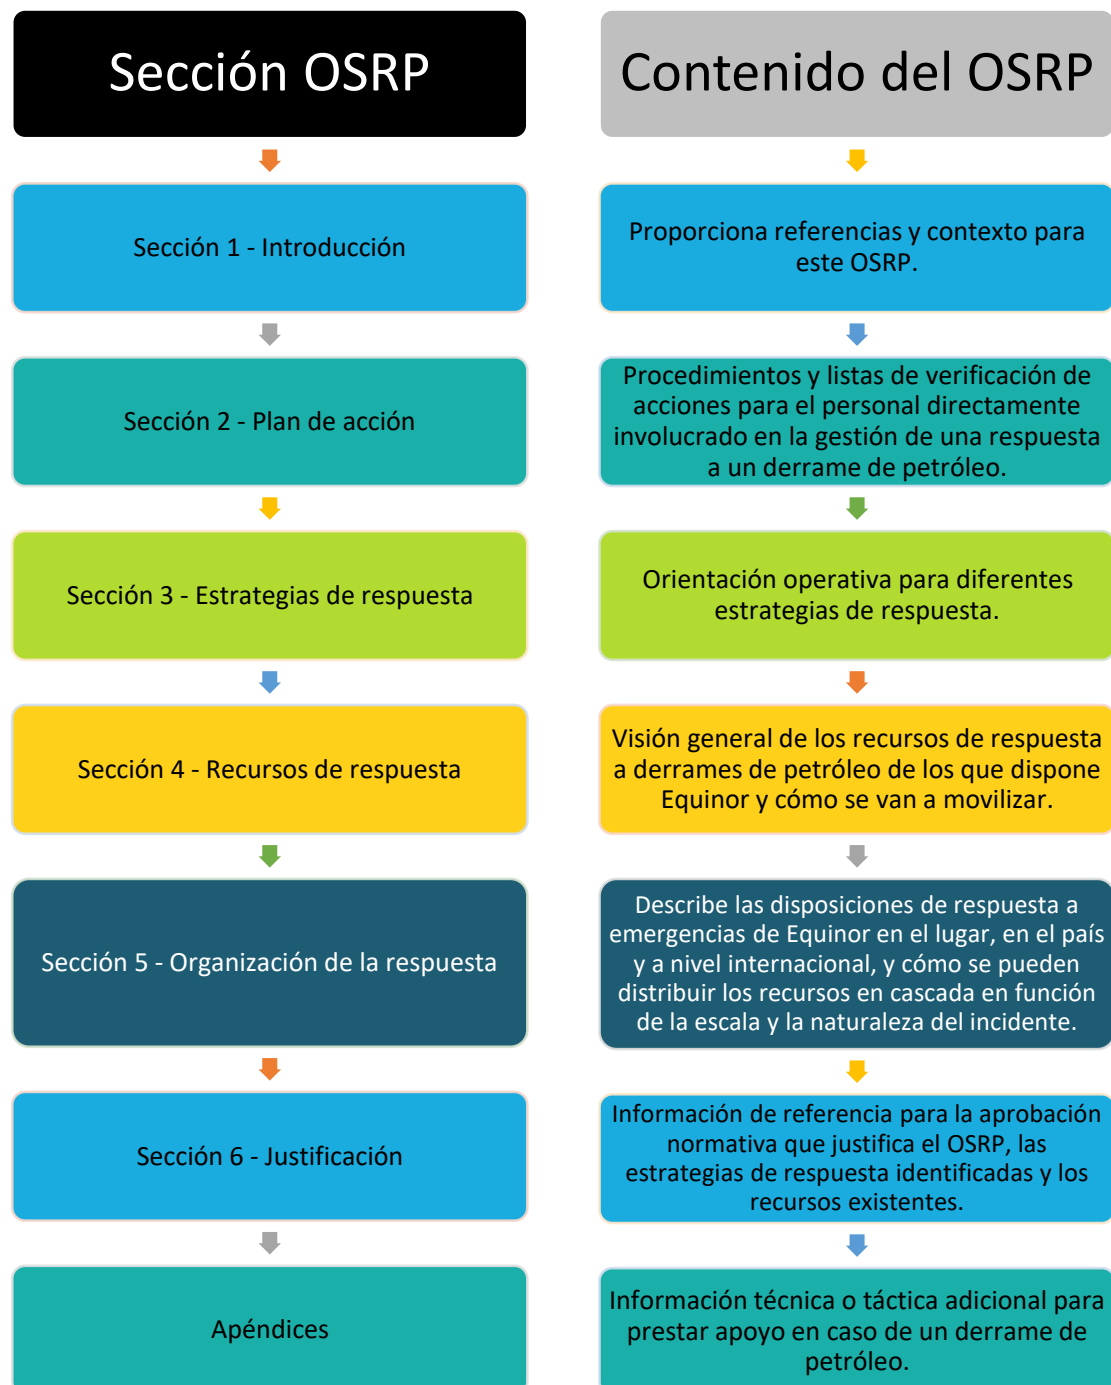 Sección OSRP
Contenido del OSRP
Sección 1 - Introducción
Proporciona referencias y contexto para
este OSRP.
Sección 2 - Plan de acción
Procedimientos y listas de verificación de
acciones para el personal directamente
involucrado en la gestión de una respuesta
a un derrame de petróleo.
Sección 3 - Estrategias de respuesta
Orientación operativa para diferentes
estrategias de respuesta.
Sección 4 - Recursos de respuesta
Visión general de los recursos de respuesta
a derrames de petróleo de los que dispone
Equinor y cómo se van a movilizar.
Sección 5 - Organización de la respuesta
Describe las disposiciones de respuesta a
emergencias de Equinor en el lugar, en el país
y a nivel internacional, y cómo se pueden
distribuir los recursos en cascada en función
de la escala y la naturaleza del incidente.
Sección 6 - Justificación
Información de referencia para la aprobación
normativa que justifica el OSRP, las
estrategias de respuesta identificadas y los
recursos existentes.
Apéndices
Información técnica o táctica adicional para
prestar apoyo en caso de un derrame de
petróleo.